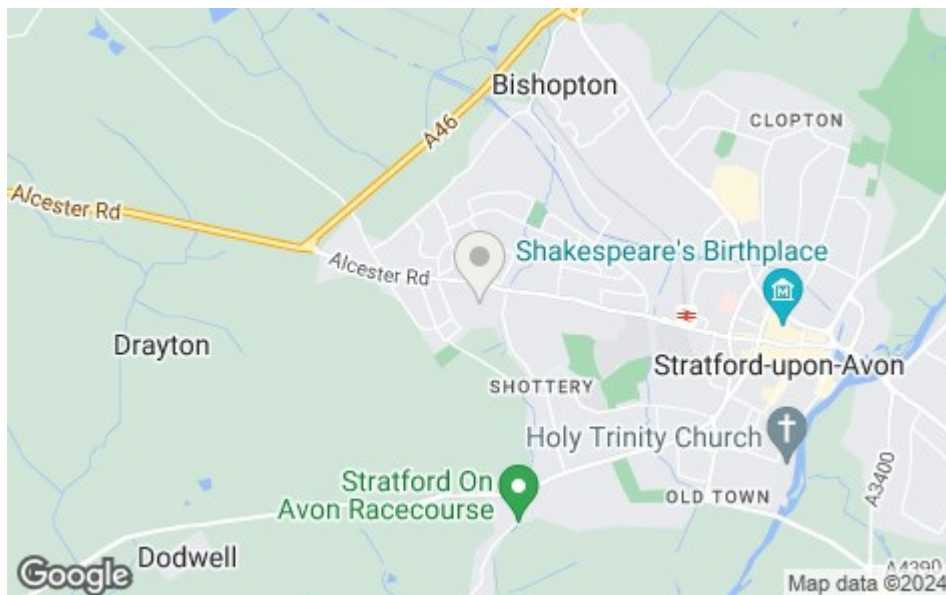 Bishopton
CLOPTON
A46
Alcester Rd
Alcester Rd
Shakespeare's Birthplace
Drayton
Stratford-upon-Avon
SHOTTERY
Holy Trinity Church
Stratford On
Avon Racecourse
OLD TOWN
A3400
Dodwell
A4390
Google
Map data ©2024